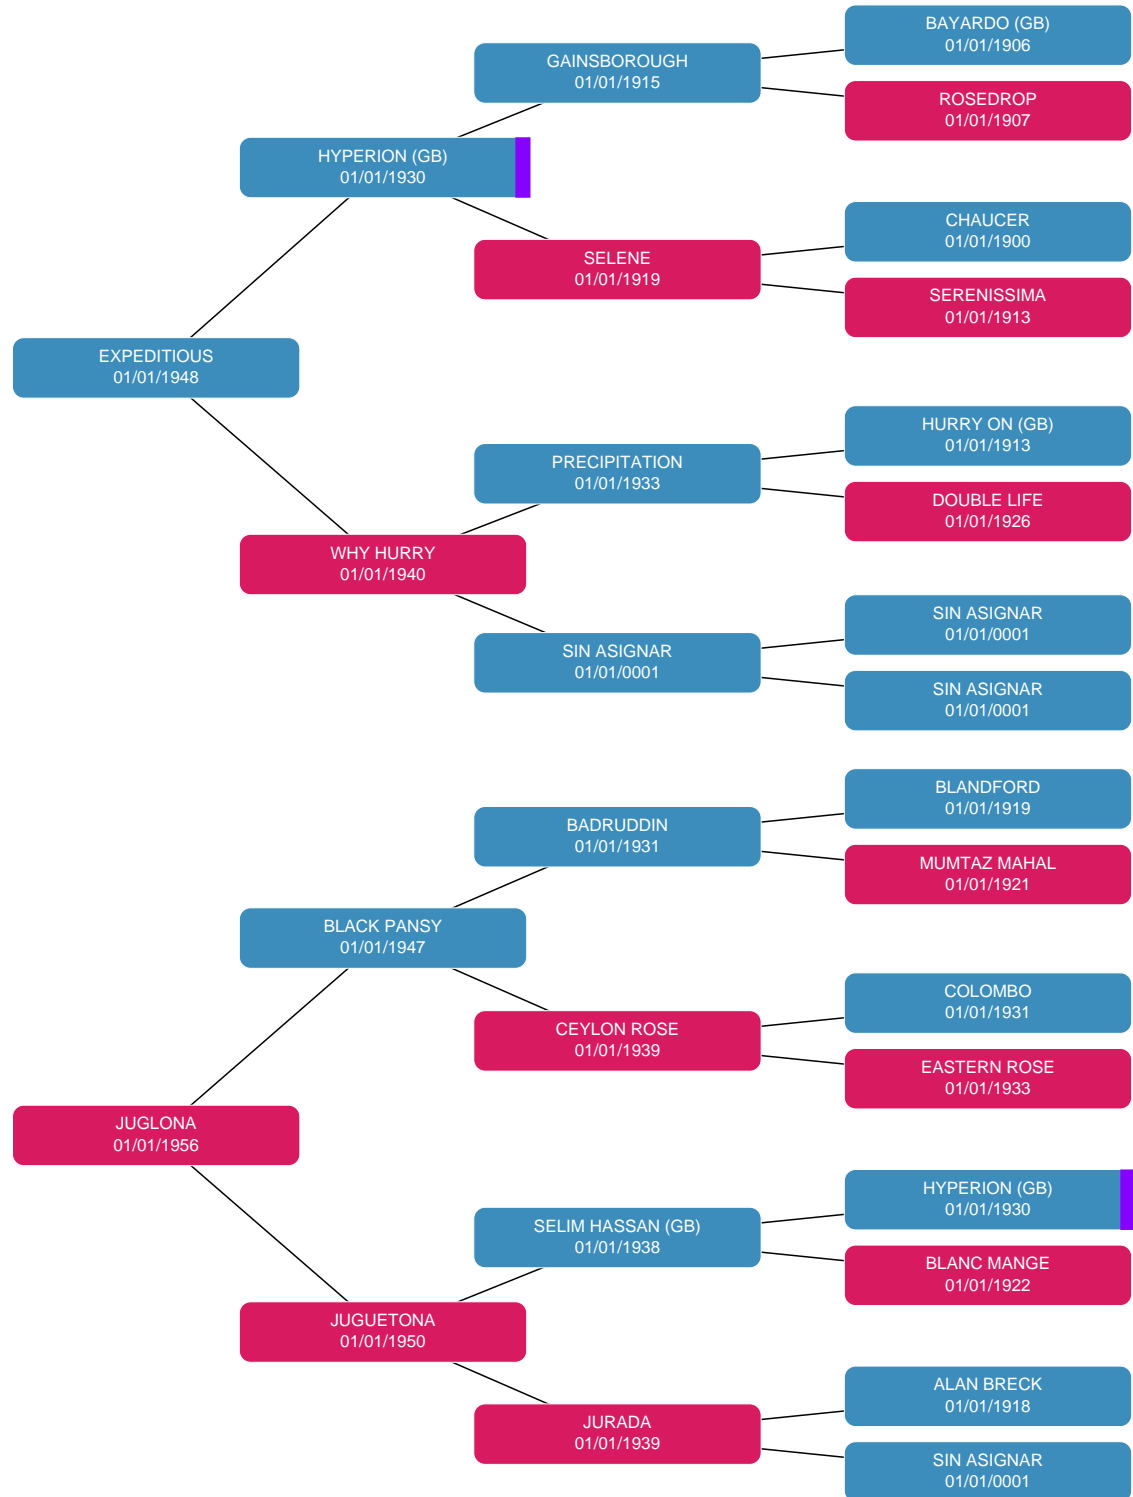 BAYARDO (GB)
01/01/1906
GAINSBOROUGH
01/01/1915
ROSEDROP
01/01/1907
HYPERION (GB)
01/01/1930
CHAUCER
01/01/1900
SELENE
01/01/1919
SERENISSIMA
01/01/1913
EXPEDITIOUS
01/01/1948
HURRY ON (GB)
01/01/1913
PRECIPITATION
01/01/1933
DOUBLE LIFE
01/01/1926
WHY HURRY
01/01/1940
SIN ASIGNAR
01/01/0001
SIN ASIGNAR
01/01/0001
SIN ASIGNAR
01/01/0001
BLANDFORD
01/01/1919
BADRUDDIN
01/01/1931
MUMTAZ MAHAL
01/01/1921
BLACK PANSY
01/01/1947
COLOMBO
01/01/1931
CEYLON ROSE
01/01/1939
EASTERN ROSE
01/01/1933
JUGLONA
01/01/1956
HYPERION (GB)
01/01/1930
SELIM HASSAN (GB)
01/01/1938
BLANC MANGE
01/01/1922
JUGUETONA
01/01/1950
ALAN BRECK
01/01/1918
JURADA
01/01/1939
SIN ASIGNAR
01/01/0001